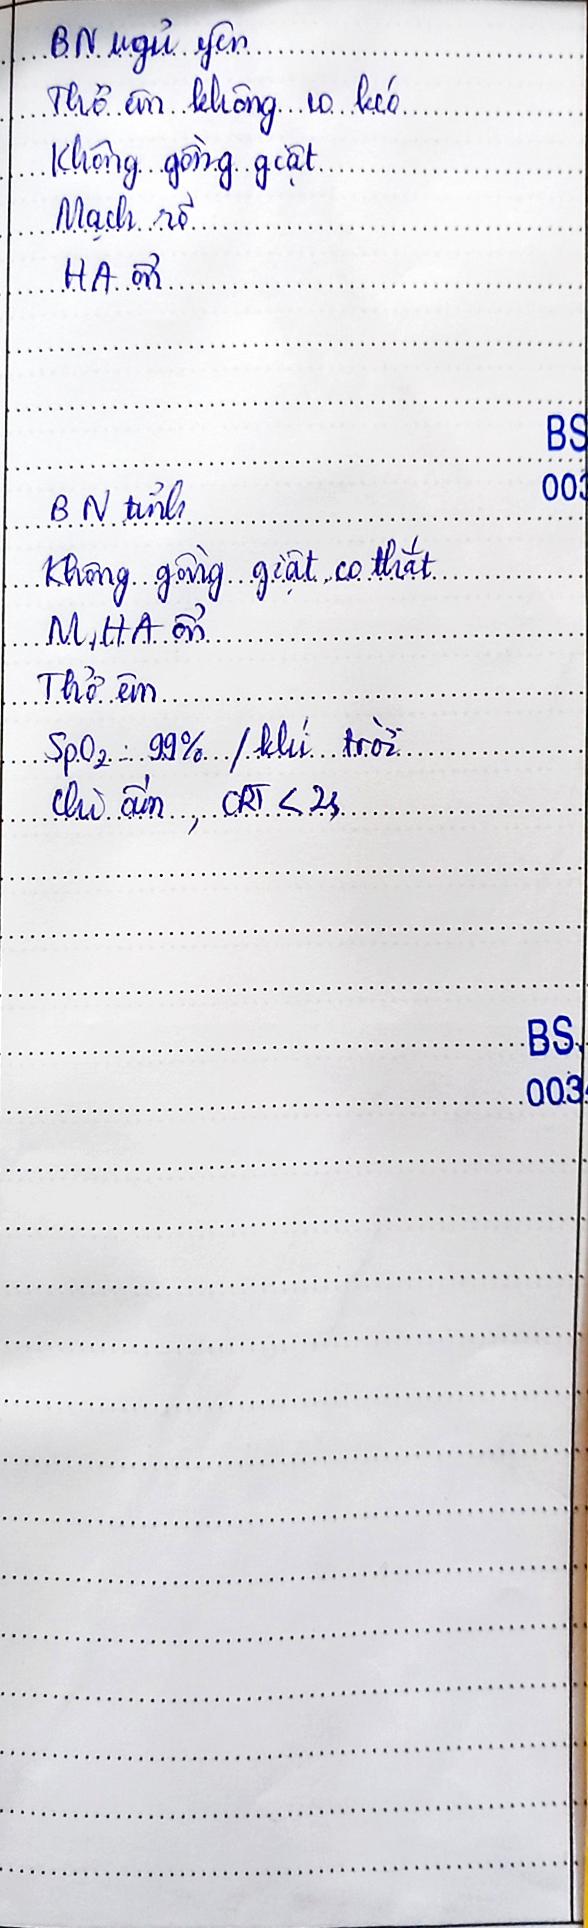 BN ngủ yên
Thở êm không co kéo
Không gồng giật
Mạch rõ
HA ổn
BS
003
BN tỉnh
Không gồng giật, co thắt
M, HA ổn
Thở êm
SpO2: 99% / khí trời
Chi ấm, CRT < 2s
BS.
003